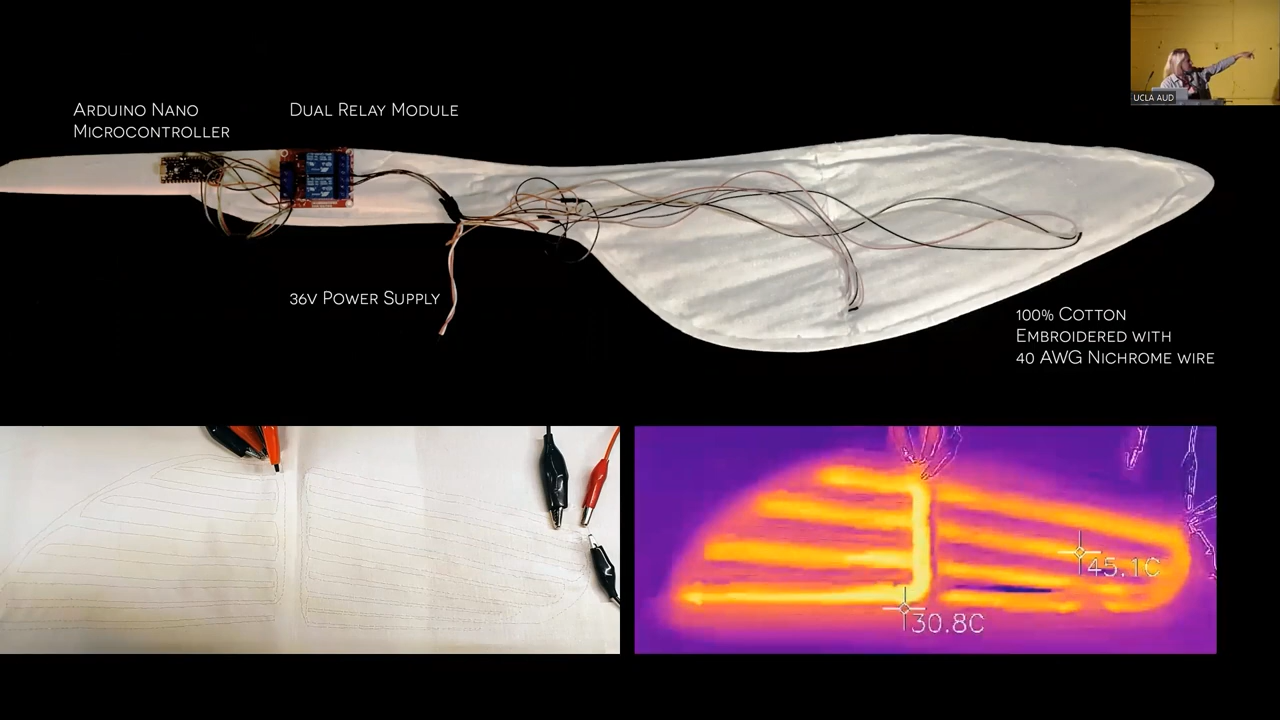 UCLA AUD
Arduino Nano
Microcontroller
Dual Relay Module
36V Power Supply
100% Cotton
Embroidered with
40 AWG Nichrome wire
45.1C
30.8C